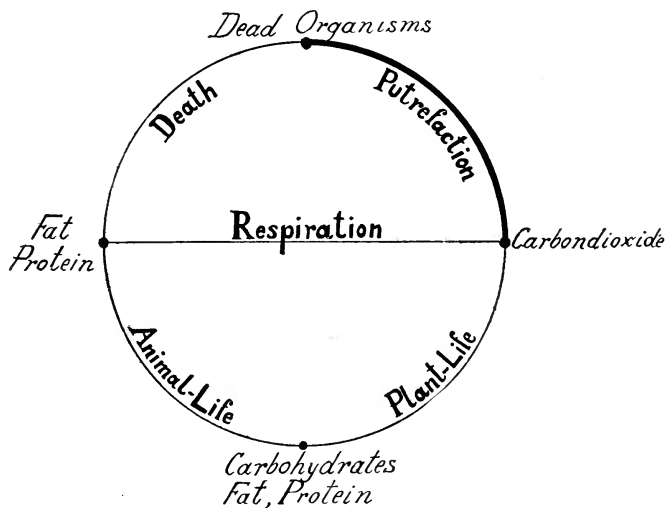 Dead Organisms
Death
Putrefaction
Fat
Protein
Respiration
Carbondioxide
Animal-Life
Plant-Life
Carbohydrates
Fat, Protein